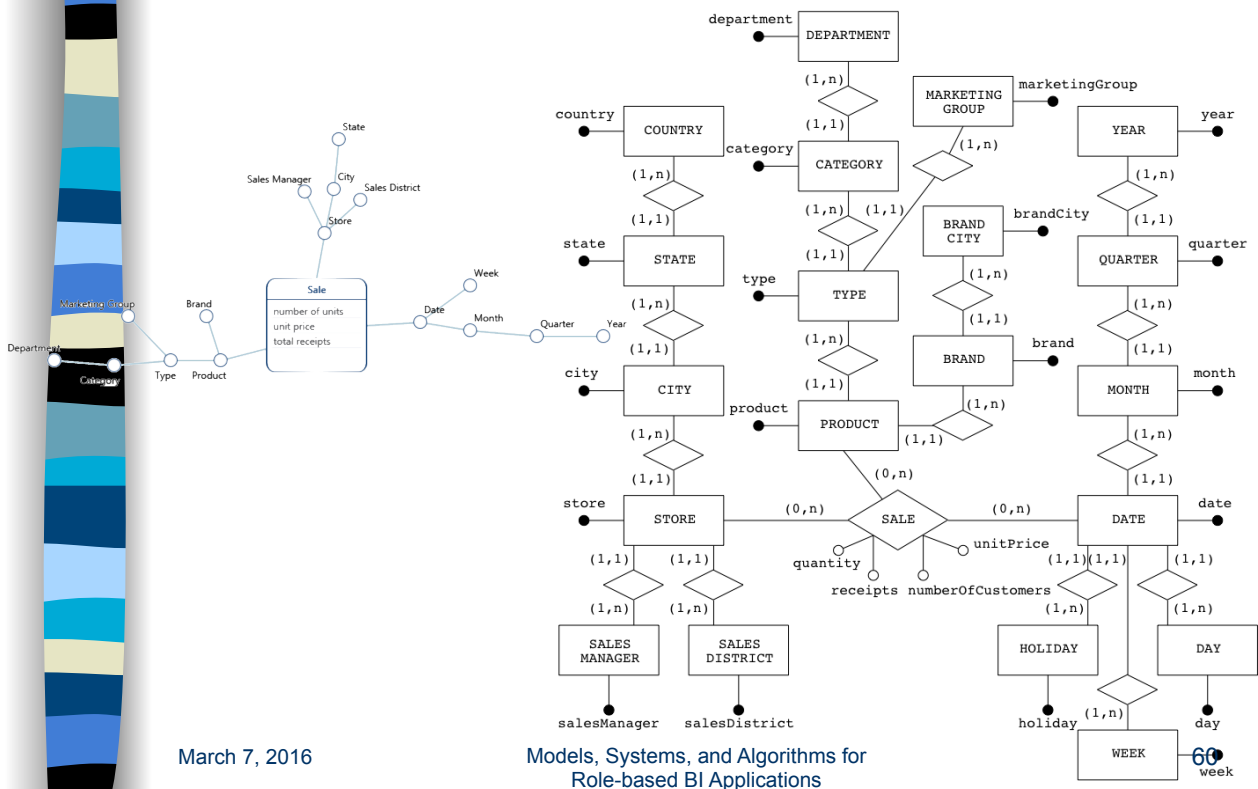 State
Sales Manager
City
Sales District
Store
Sale
number of units
unit price
total receipts
Week
Date
Month
Quarter
Year
Marketing Group
Brand
Department
Category
Type
Product
department
DEPARTMENT
(1,n)
(1,1)
MARKETING
GROUP
marketingGroup
(1,n)
(1,1)
country
COUNTRY
(1,n)
(1,1)
category
CATEGORY
(1,n)
(1,1)
YEAR
year
(1,n)
(1,1)
BRAND
CITY
brandCity
(1,n)
(1,1)
state
STATE
(1,n)
(1,1)
type
TYPE
(1,n)
(1,1)
QUARTER
quarter
(1,n)
(1,1)
BRAND
brand
(1,n)
(1,1)
city
CITY
(1,n)
(1,1)
product
PRODUCT
(0,n)
MONTH
month
(1,n)
(1,1)
store
STORE
(0,n)
SALE
(0,n)
DATE
date
quantity
receipts
numberOfCustomers
unitPrice
(1,1)
(1,n)
(1,1)
(1,n)
SALES
MANAGER
SALES
DISTRICT
salesManager
salesDistrict
(1,1)
(1,1)
(1,1)
(1,n)
(1,n)
HOLIDAY
DAY
holiday
(1,n)
day
WEEK
week
March 7, 2016
Models, Systems, and Algorithms for
Role-based BI Applications
60